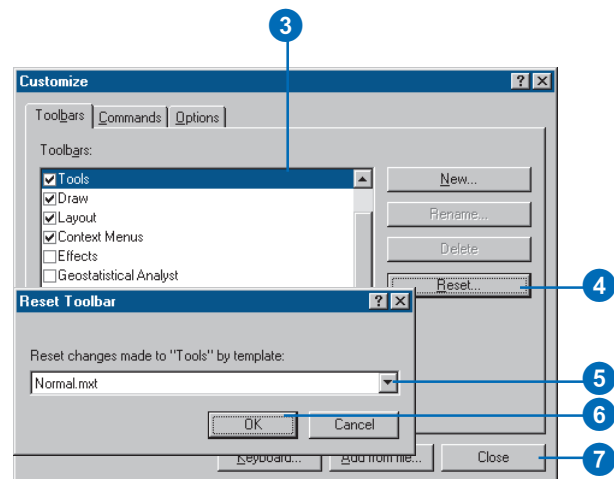 3
Customize
Toolbars Commands Options
Toolbars:
Tools
Draw
Layout
Context Menus
Effects
Geostatistical Analyst
New...
Rename...
Delete
Reset...
4
Reset Toolbar
Reset changes made to "Tools" by template:
Normal.mxt
5
OK Cancel
6
Keyboard... Add from file... Close
7